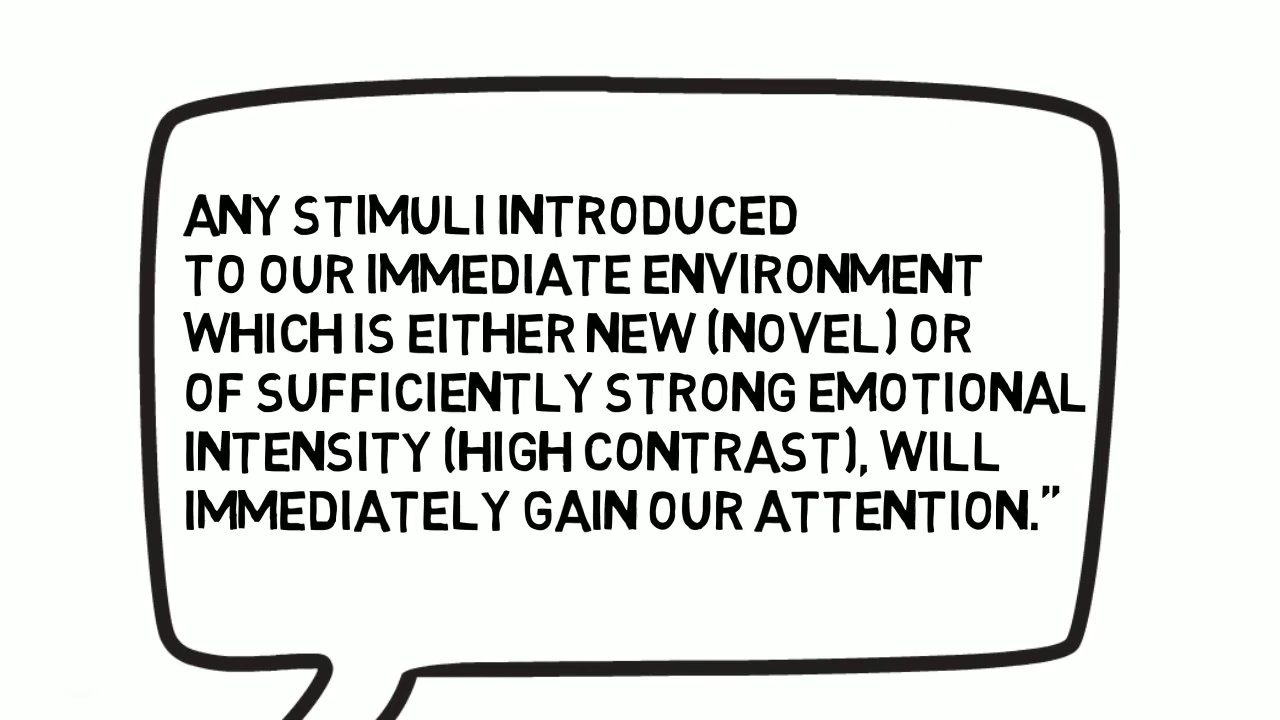 ANY STIMULI INTRODUCED
TO OUR IMMEDIATE ENVIRONMENT
WHICH IS EITHER NEW (NOVEL) OR
OF SUFFICIENTLY STRONG EMOTIONAL
INTENSITY (HIGH CONTRAST), WILL
IMMEDIATELY GAIN OUR ATTENTION.”